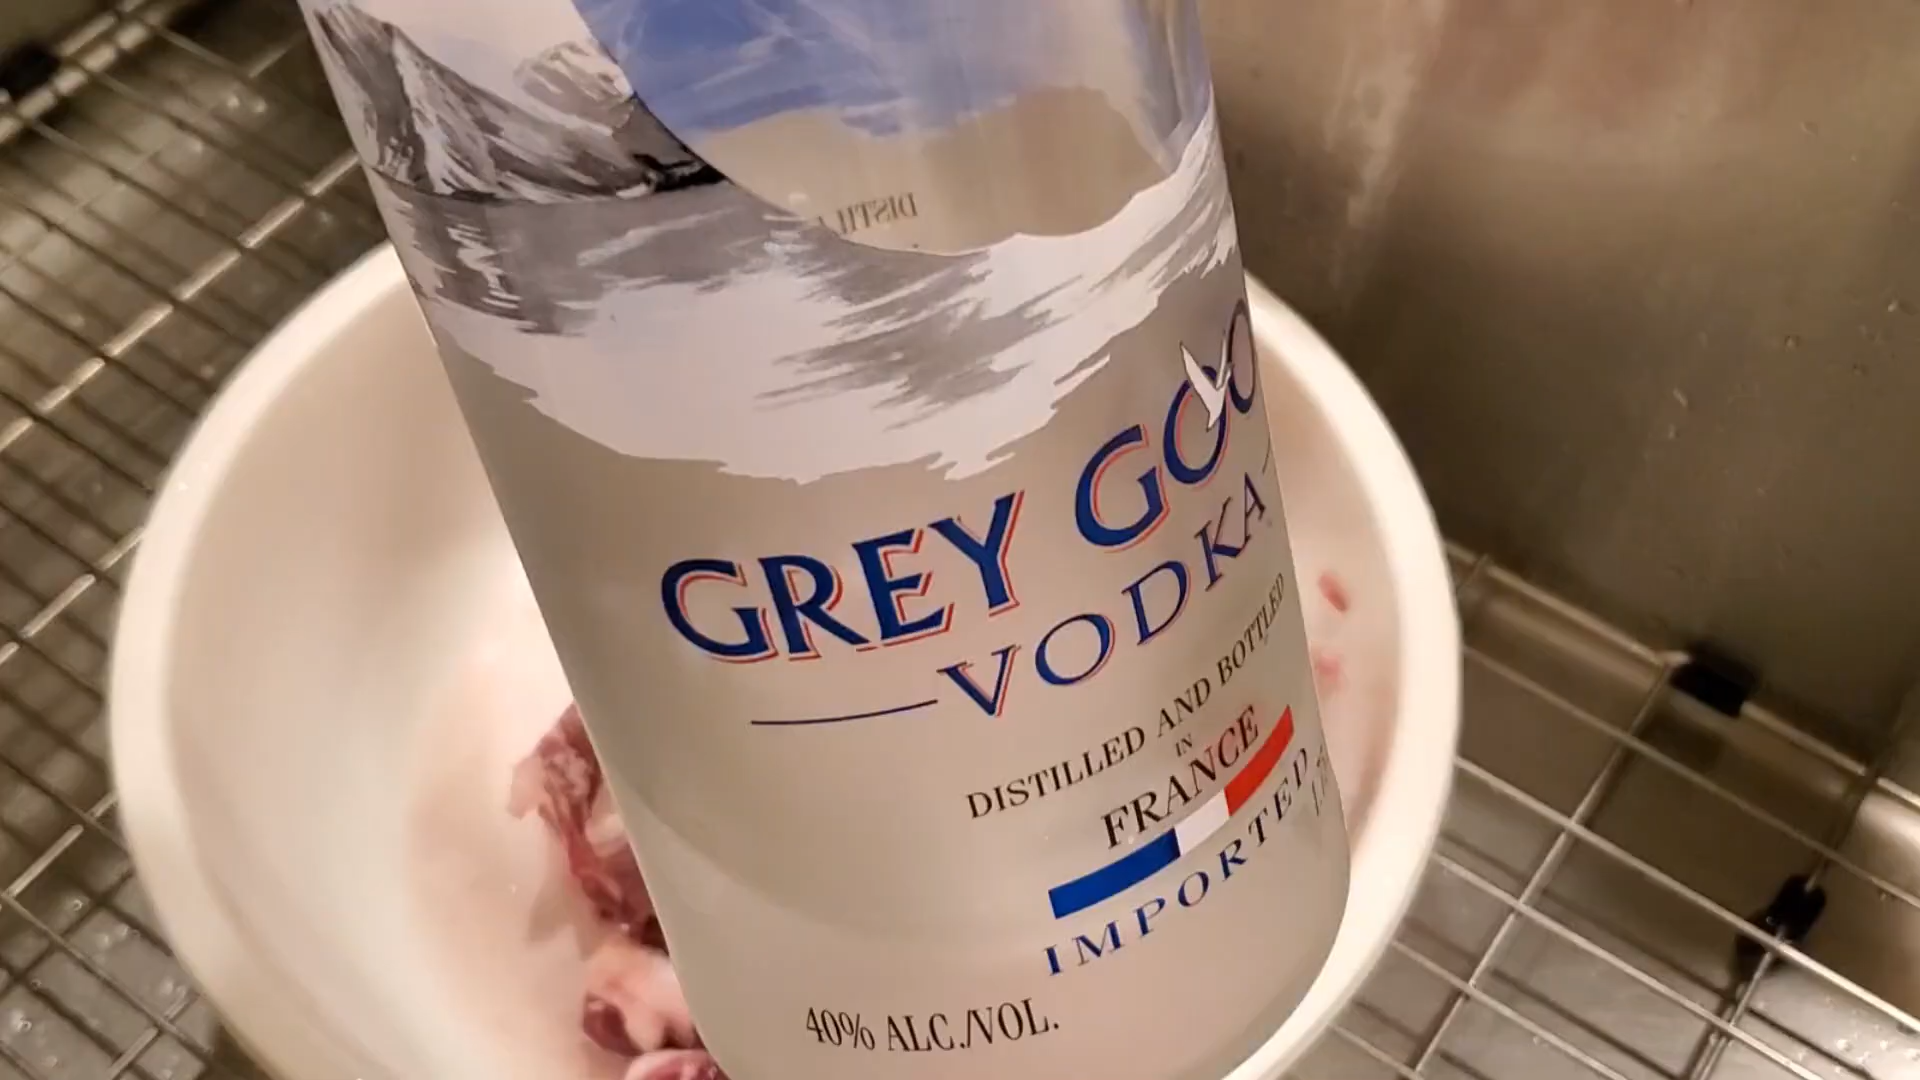 GREY GOO
VODKA
DISTILLED AND BOTTLED
IN
FRANCE
IMPORTED
40% ALC./VOL.